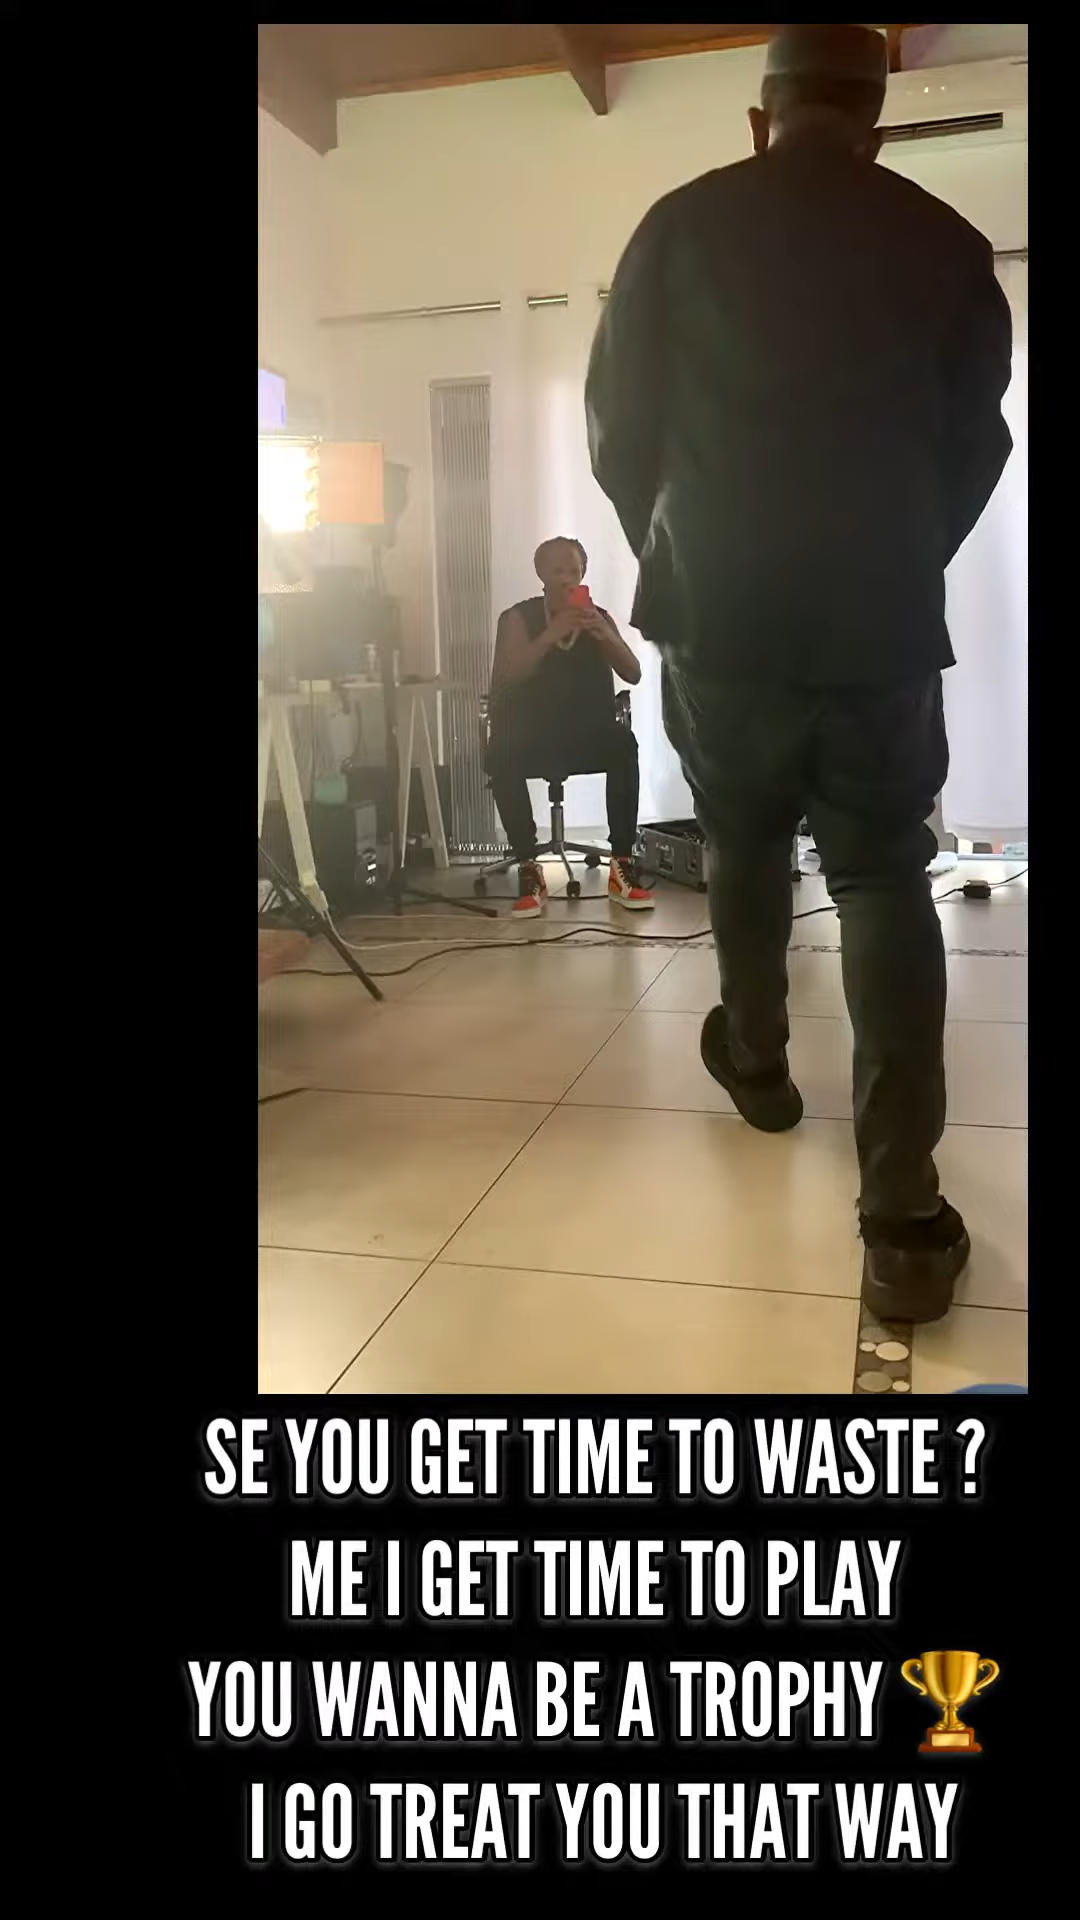 SE YOU GET TIME TO WASTE ?
ME I GET TIME TO PLAY
YOU WANNA BE A TROPHY 🏆
I GO TREAT YOU THAT WAY